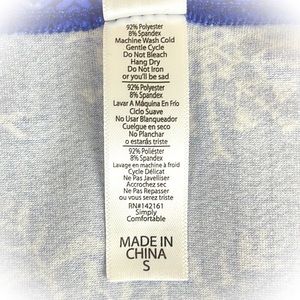 92% Polyester
8% Spandex
Machine Wash Cold
Gentle Cycle
Do Not Bleach
Hang Dry
Do Not Iron
or you'll be sad
92% Polyester
8% Spandex
Lavar A Máquina En Frío
Ciclo Suave
No Usar Blanqueador
Cuelgue en seco
No Planchar
o estarás triste
92% Poliéster
8% Spandex
Lavage en machine à froid
Cycle Délicat
Ne Pas Javelliser
Accrochez sec
Ne Pas Repasser
ou vous serez triste
RN#142161
Simply
Comfortable
MADE IN
CHINA
S